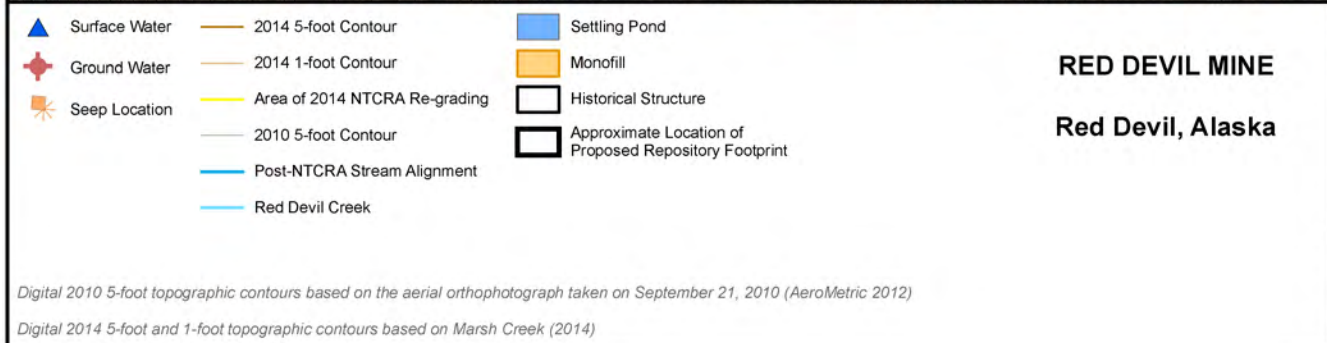 Surface Water
Ground Water
Seep Location
2014 5-foot Contour
2014 1-foot Contour
Area of 2014 NTCRA Re-grading
2010 5-foot Contour
Post-NTCRA Stream Alignment
Red Devil Creek
Settling Pond
Monofill
Historical Structure
Approximate Location of
Proposed Repository Footprint
RED DEVIL MINE
Red Devil, Alaska
Digital 2010 5-foot topographic contours based on the aerial orthophotograph taken on September 21, 2010 (AeroMetric 2012)
Digital 2014 5-foot and 1-foot topographic contours based on Marsh Creek (2014)